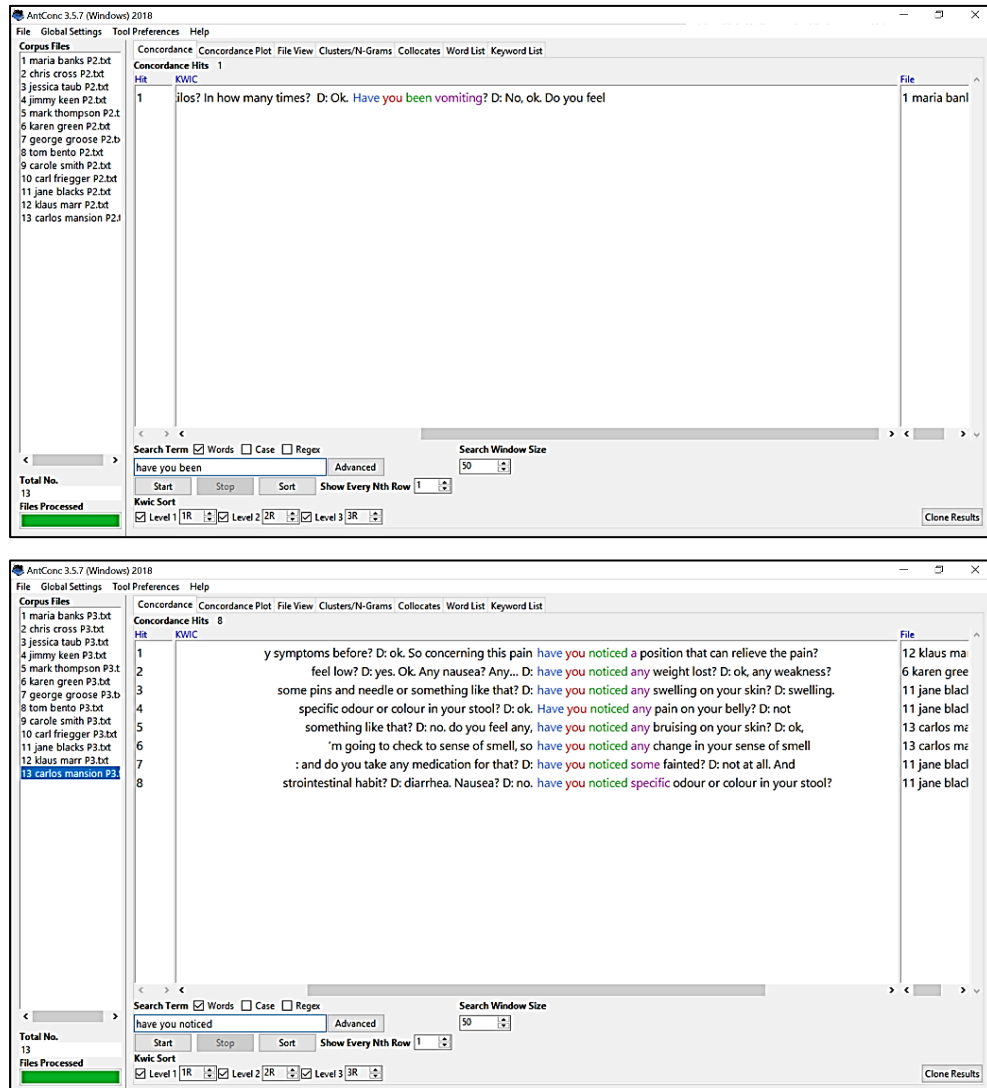 AntConc 3.5.7 (Windows) 2018
File Global Settings Tool Preferences Help
Corpus Files
1 maria banks P2.txt
2 chris cross P2.txt
3 jessica taub P2.txt
4 jimmy keen P2.txt
5 mark thompson P2.t
6 karen green P2.txt
7 george groose P2.tx
8 tom bento P2.txt
9 carole smith P2.txt
10 carl friegger P2.txt
11 jane blacks P2.txt
12 klaus marr P2.txt
13 carlos mansion P2.t
Total No.
13
Files Processed
Concordance Concordance Plot File View Clusters/N-Grams Collocates Word List Keyword List
Concordance Hits 1
Hit KWIC File
1 ilos? In how many times? D: Ok. Have you been vomiting? D: No, ok. Do you feel 1 maria banl
Search Term Words Case Regex Search Window Size
have you been Advanced 50
Start Stop Sort Show Every Nth Row 1
Kwic Sort
Level 1 1R Level 2 2R Level 3 3R Clone Results
AntConc 3.5.7 (Windows) 2018
File Global Settings Tool Preferences Help
Corpus Files
1 maria banks P3.txt
2 chris cross P3.txt
3 jessica taub P3.txt
4 jimmy keen P3.txt
5 mark thompson P3.t
6 karen green P3.txt
7 george groose P3.tx
8 tom bento P3.txt
9 carole smith P3.txt
10 carl friegger P3.txt
11 jane blacks P3.txt
12 klaus marr P3.txt
13 carlos mansion P3.
Total No.
13
Files Processed
Concordance Concordance Plot File View Clusters/N-Grams Collocates Word List Keyword List
Concordance Hits 8
Hit KWIC File
1 y symptoms before? D: ok. So concerning this pain have you noticed a position that can relieve the pain? 12 klaus ma
2 feel low? D: yes. Ok. Any nausea? Any... D: have you noticed any weight lost? D: ok, any weakness? 6 karen gree
3 some pins and needle or something like that? D: have you noticed any swelling on your skin? D: swelling. 11 jane blacl
4 specific odour or colour in your stool? D: ok. Have you noticed any pain on your belly? D: not 11 jane blacl
5 something like that? D: no. do you feel any, have you noticed any bruising on your skin? D: ok, 13 carlos ma
6 'm going to check to sense of smell, so have you noticed any change in your sense of smell 13 carlos ma
7 : and do you take any medication for that? D: have you noticed some fainted? D: not at all. And 11 jane blacl
8 strointestinal habit? D: diarrhea. Nausea? D: no. have you noticed specific odour or colour in your stool? 11 jane blacl
Search Term Words Case Regex Search Window Size
have you noticed Advanced 50
Start Stop Sort Show Every Nth Row 1
Kwic Sort
Level 1 1R Level 2 2R Level 3 3R Clone Results